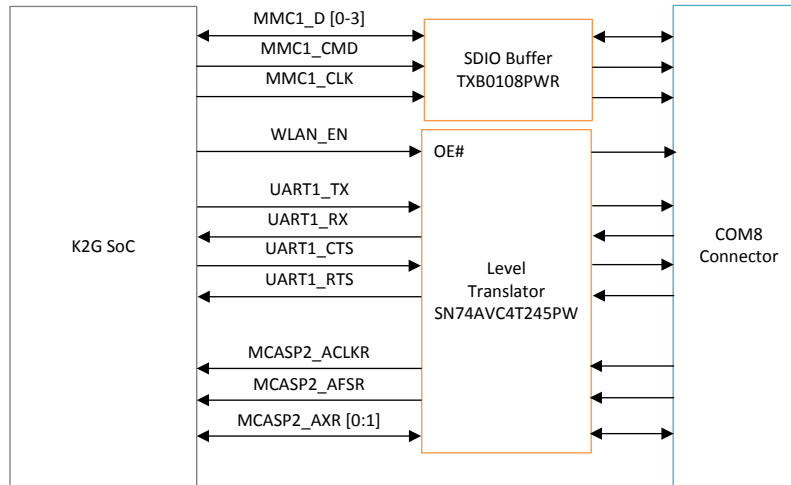 MMC1_D [0-3]
MMC1_CMD
MMC1_CLK
SDIO Buffer
TXB0108PWR
WLAN_EN
OE#
UART1_TX
UART1_RX
UART1_CTS
UART1_RTS
K2G SoC
Level
Translator
SN74AVC4T245PW
COM8
Connector
MCASP2_ACLKR
MCASP2_AFSR
MCASP2_AXR [0:1]